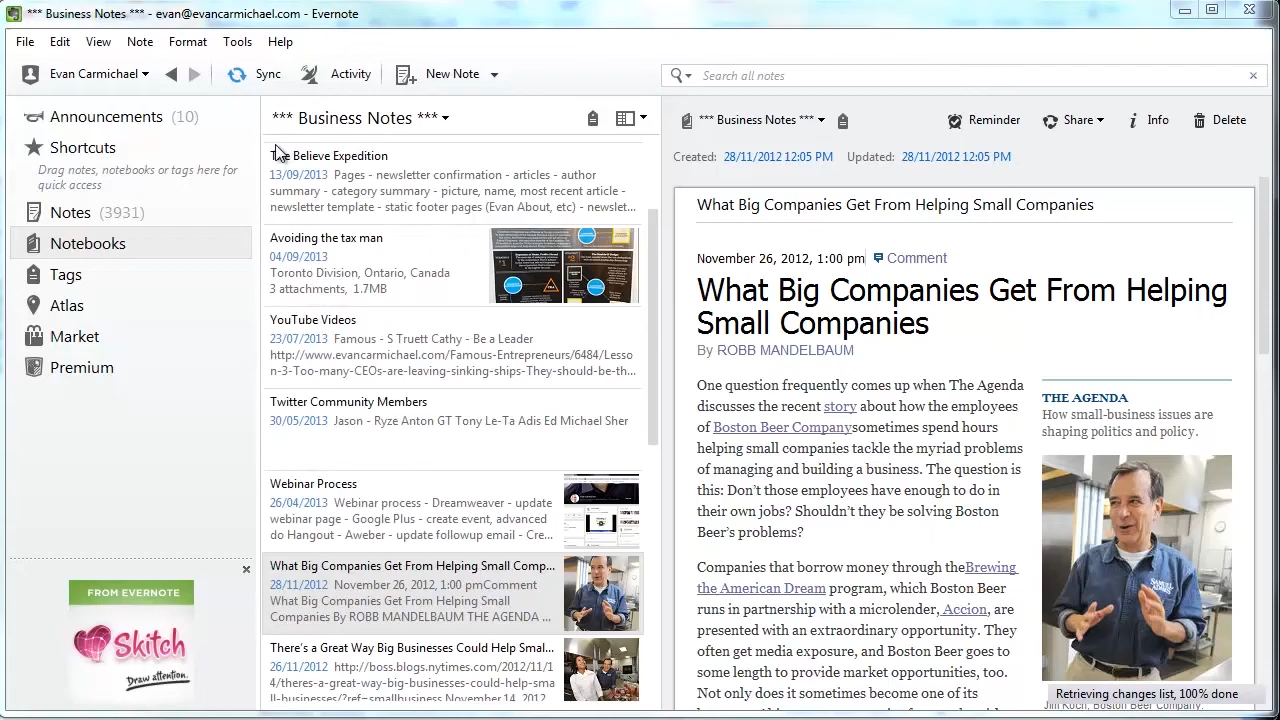 *** Business Notes *** - evan@evancarmichael.com - Evernote
File Edit View Note Format Tools Help
Evan Carmichael Sync Activity New Note Search all notes
Announcements (10)
Shortcuts
Drag notes, notebooks or tags here for
quick access
Notes (3931)
Notebooks
Tags
Atlas
Market
Premium
FROM EVERNOTE
Skitch
Draw attention.
*** Business Notes ***
Believe Expedition
13/09/2013 Pages - newsletter confirmation - articles - author
summary - category summary - picture, name, most recent article -
newsletter template - static footer pages (Evan About, etc) - newslet...
Avoiding the tax man
04/09/2013
Toronto Division, Ontario, Canada
3 attachments, 1.7MB
YouTube Videos
23/07/2013 Famous - S Truett Cathy - Be a Leader
http://www.evancarmichael.com/Famous-Entrepreneurs/6484/Lesso
n-3-Too-many-CEOs-are-leaving-sinking-ships-They-should-be-th...
Twitter Community Members
30/05/2013 Jason - Ryze Anton GT Tony Le-Ta Adis Ed Michael Sher
Webinar Process
26/04/2013 Webinar process - Dreamweaver - update
webinar page - Google Plus - create event, advanced
do Hangout - Aweber - update followup email - Cre...
What Big Companies Get From Helping Small Comp...
28/11/2012 November 26, 2012, 1:00 pmComment
What Big Companies Get From Helping Small
Companies By ROBB MANDELBAUM THE AGENDA ...
There's a Great Way Big Businesses Could Help Smal...
26/11/2012 http://boss.blogs.nytimes.com/2012/11/1
4/theres-a-great-way-big-businesses-could-help-sma
ll-businesses/?ref=smallbusiness November 14, 2012,
*** Business Notes *** Reminder Share Info Delete
Created: 28/11/2012 12:05 PM Updated: 28/11/2012 12:05 PM
What Big Companies Get From Helping Small Companies
November 26, 2012, 1:00 pm Comment
What Big Companies Get From Helping
Small Companies
By ROBB MANDELBAUM
One question frequently comes up when The Agenda
discusses the recent story about how the employees
of Boston Beer Companysometimes spend hours
helping small companies tackle the myriad problems
of managing and building a business. The question is
this: Don't those employees have enough to do in
their own jobs? Shouldn't they be solving Boston
Beer's problems?
Companies that borrow money through theBrewing
the American Dream program, which Boston Beer
runs in partnership with a microlender, Accion, are
presented with an extraordinary opportunity. They
often get media exposure, and Boston Beer goes to
some length to provide market opportunities, too.
Not only does it sometimes become one of its
THE AGENDA
How small-business issues are
shaping politics and policy.
SAMUEL ADAMS
Retrieving changes list, 100% done
Jim Koch, Boston Beer Company.